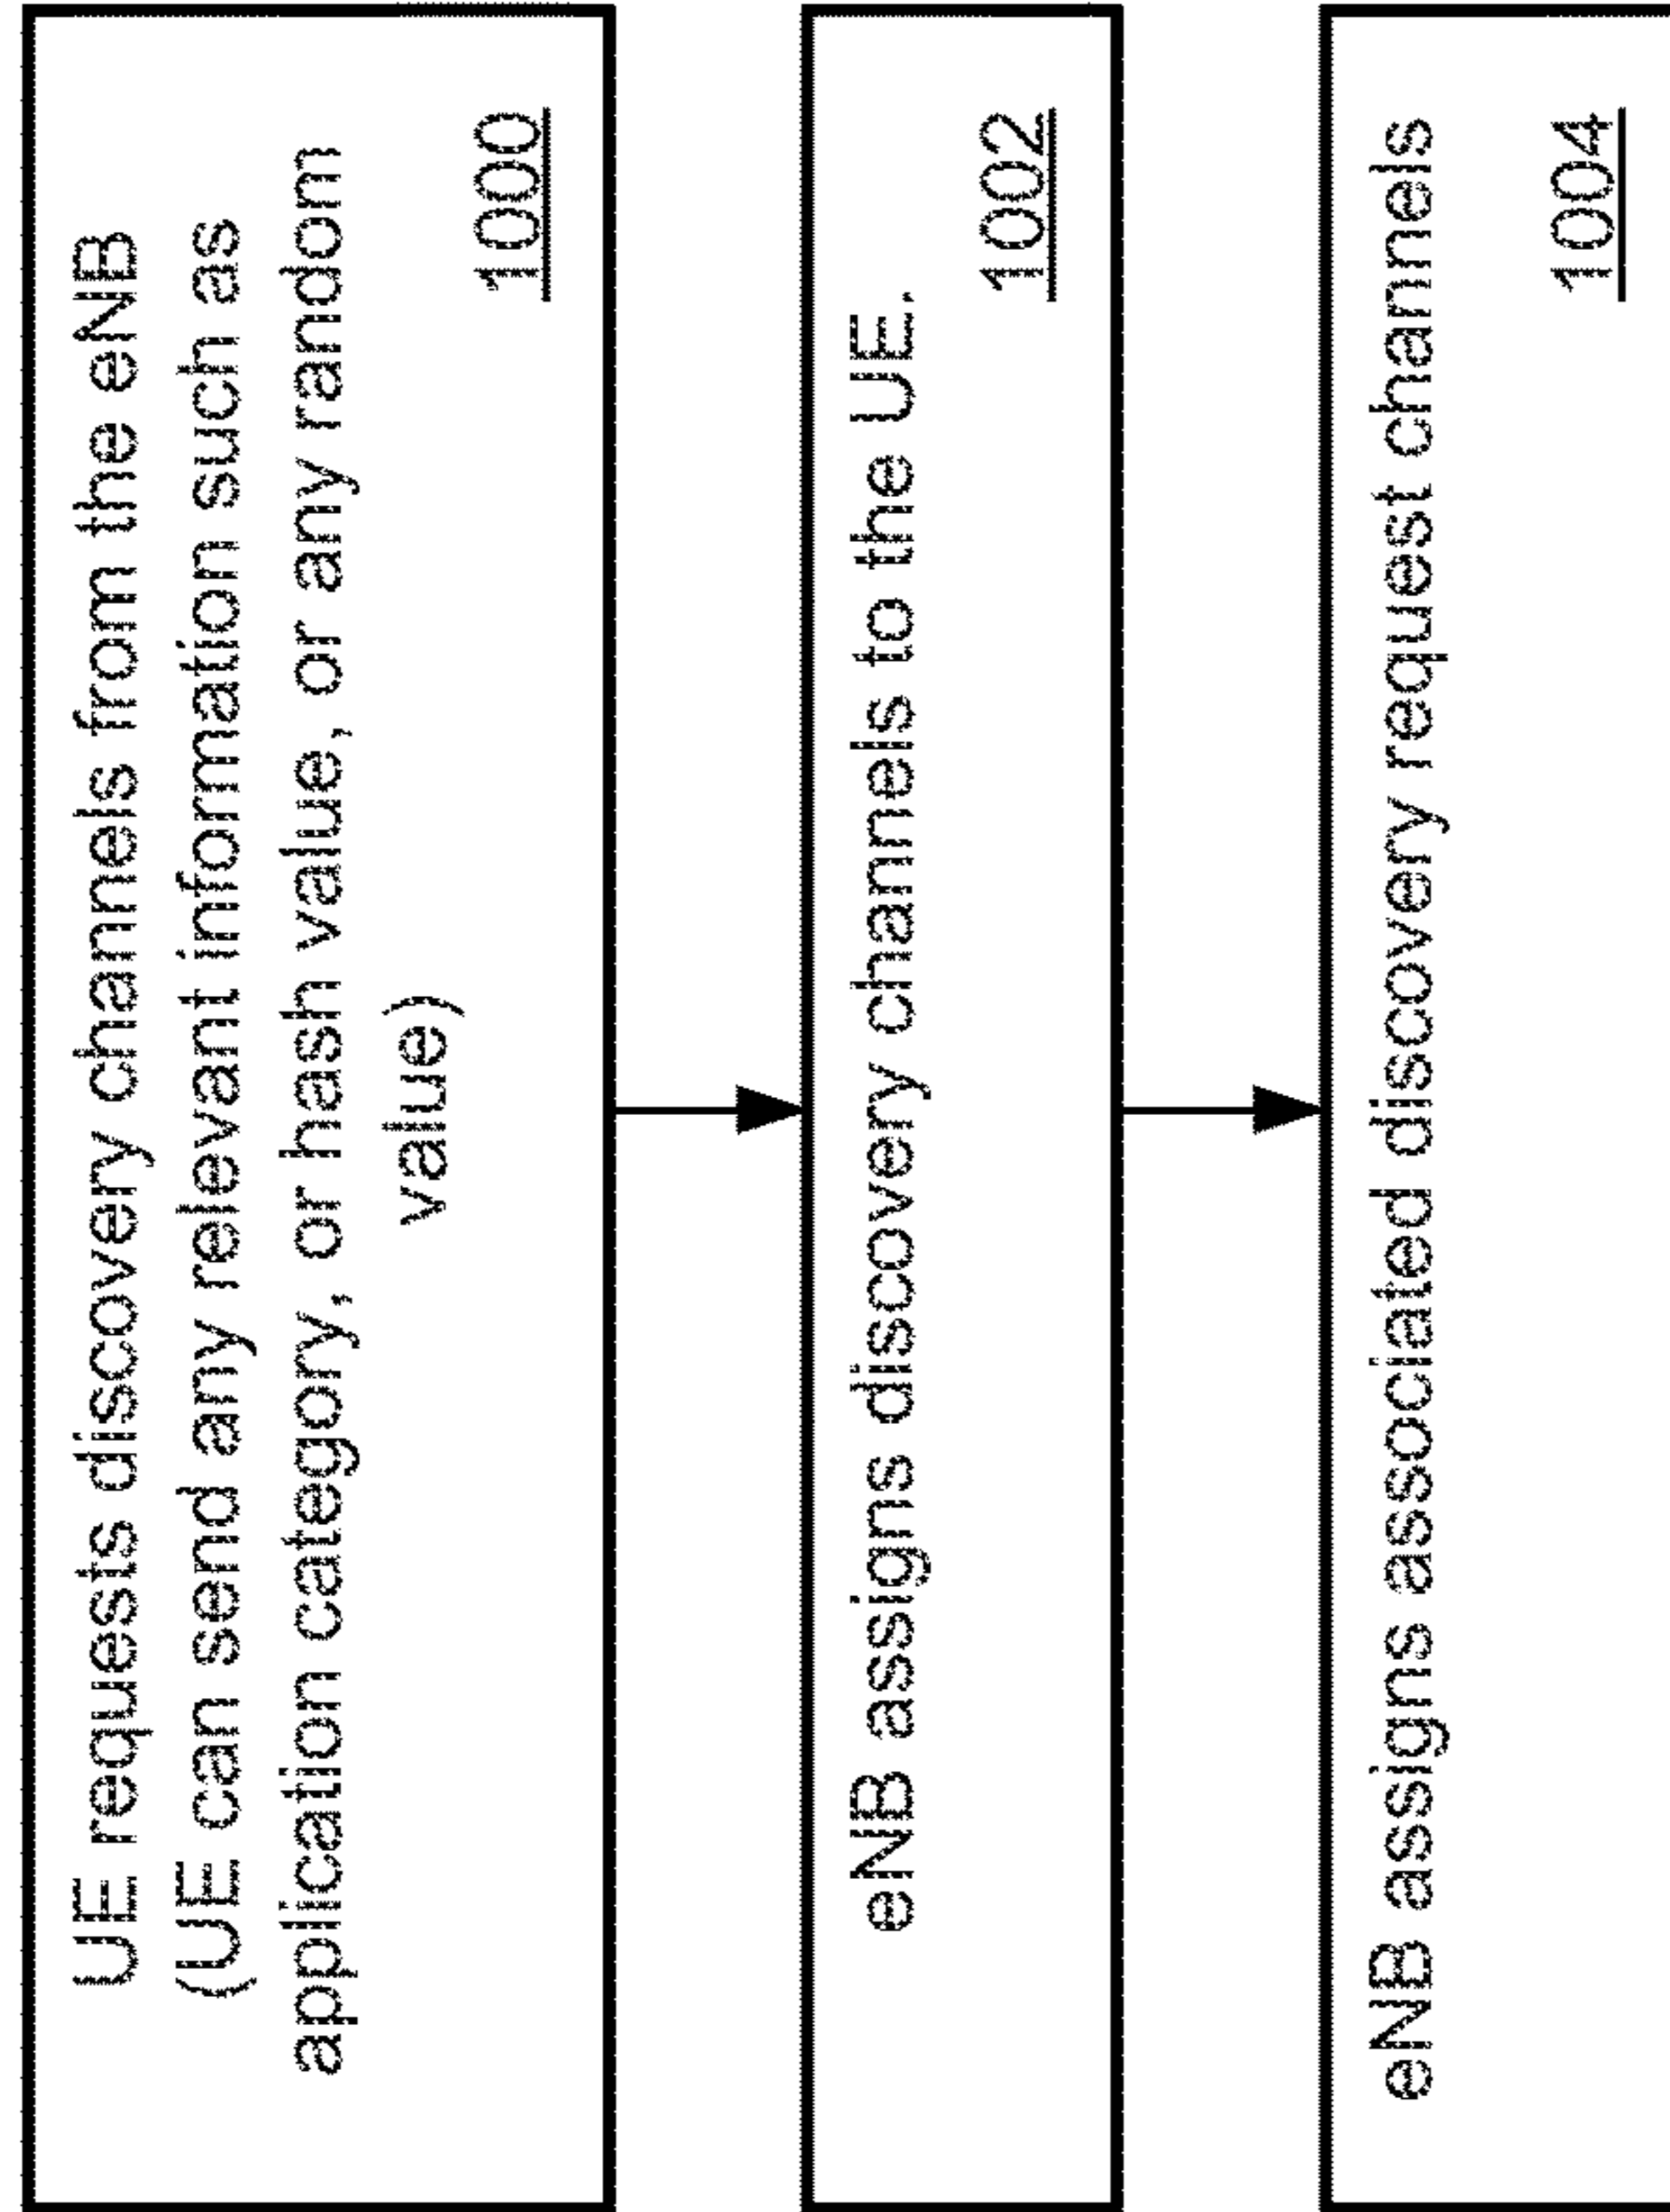 UE requests discovery channels from the eNB
(UE can send any relevant information such as
application category, or hash value, or any random
value)
1000
eNB assigns discovery channels to the UE.
1002
eNB assigns associated discovery request channels
1004